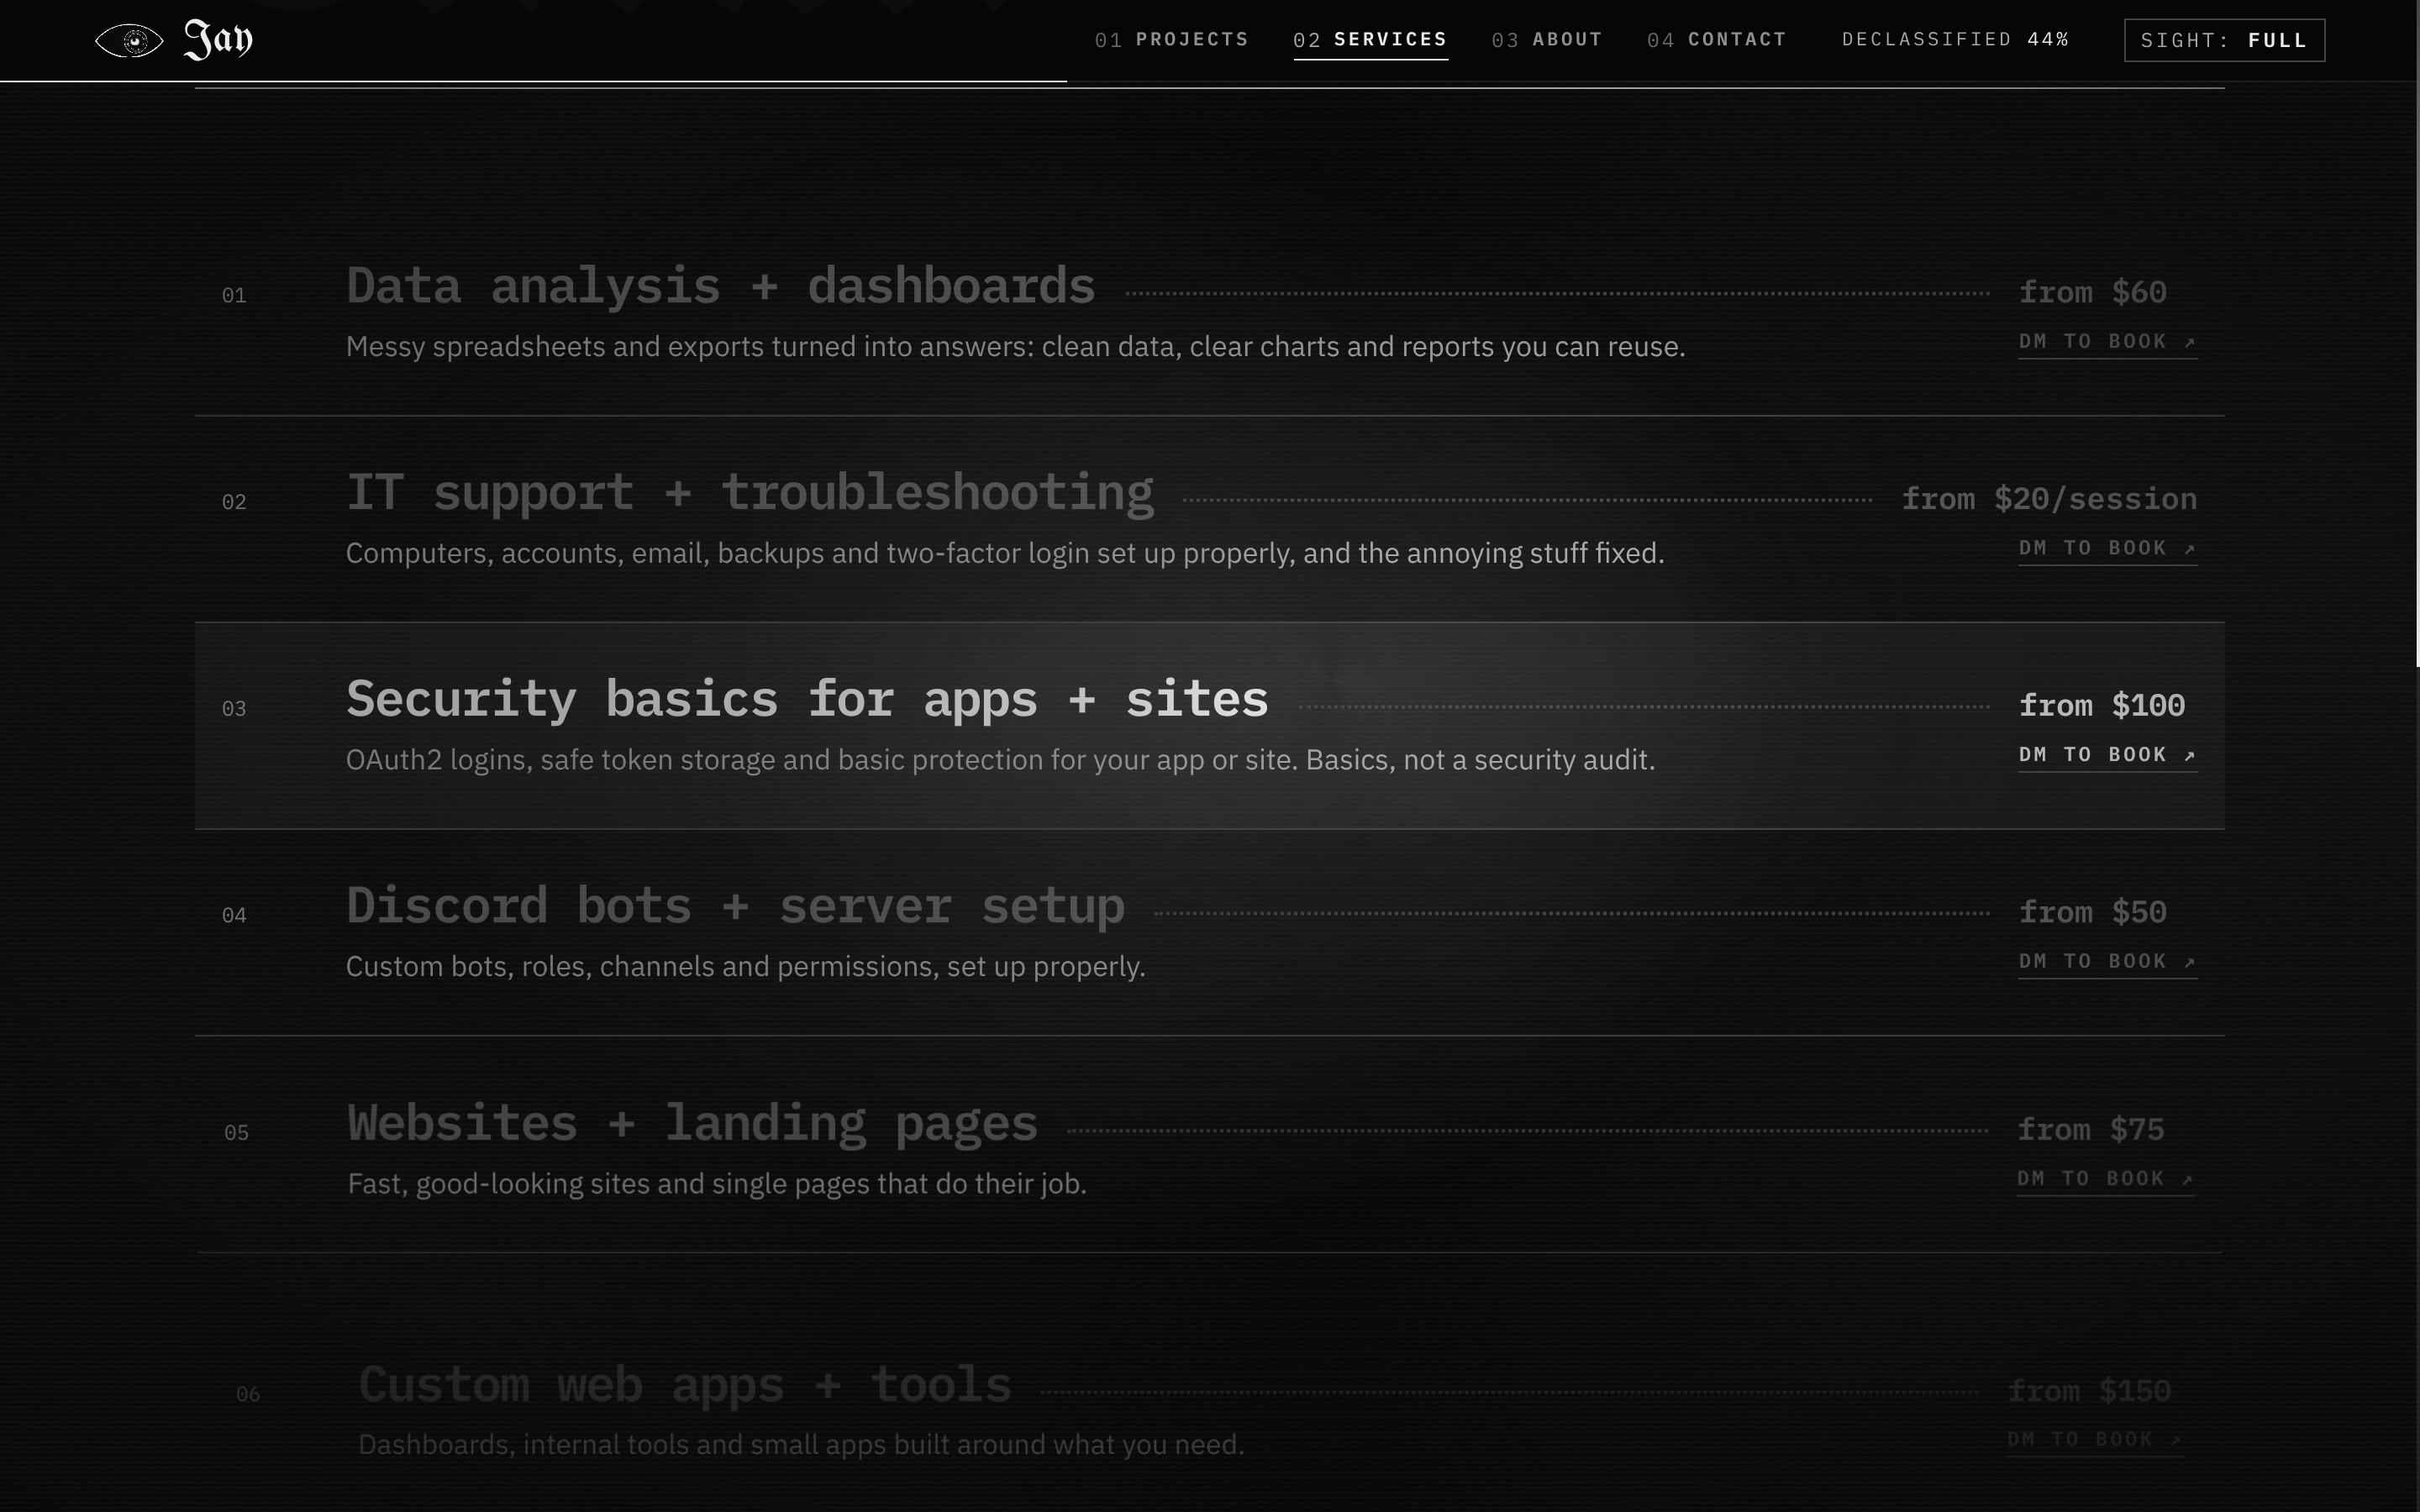 Jay
01 PROJECTS 02 SERVICES 03 ABOUT 04 CONTACT DECLASSIFIED 44% SIGHT: FULL
01 Data analysis + dashboards from $60
Messy spreadsheets and exports turned into answers: clean data, clear charts and reports you can reuse. DM TO BOOK ↗
02 IT support + troubleshooting from $20/session
Computers, accounts, email, backups and two-factor login set up properly, and the annoying stuff fixed. DM TO BOOK ↗
03 Security basics for apps + sites from $100
OAuth2 logins, safe token storage and basic protection for your app or site. Basics, not a security audit. DM TO BOOK ↗
04 Discord bots + server setup from $50
Custom bots, roles, channels and permissions, set up properly. DM TO BOOK ↗
05 Websites + landing pages from $75
Fast, good-looking sites and single pages that do their job. DM TO BOOK ↗
06 Custom web apps + tools from $150
Dashboards, internal tools and small apps built around what you need. DM TO BOOK ↗